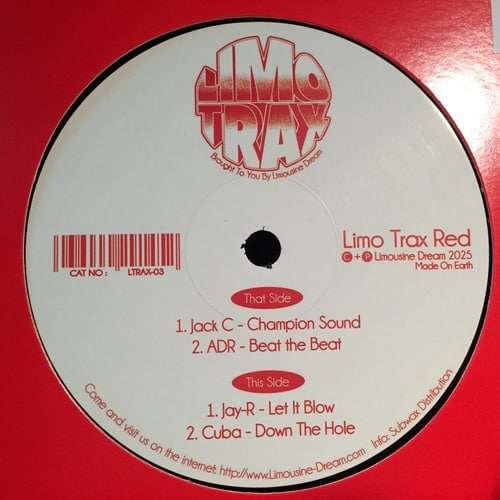 LIMO
TRAX
Brought To You By Limousine Dream
CAT NO : LTRAX-03
Limo Trax Red
C + P Limousine Dream 2025
Made On Earth
That Side
1. Jack C - Champion Sound
2. ADR - Beat the Beat
This Side
1. Jay-R - Let It Blow
2. Cuba - Down The Hole
Come and visit us on the internet: http://www.Limousine-Dream.com
Info: Subwax Distribution